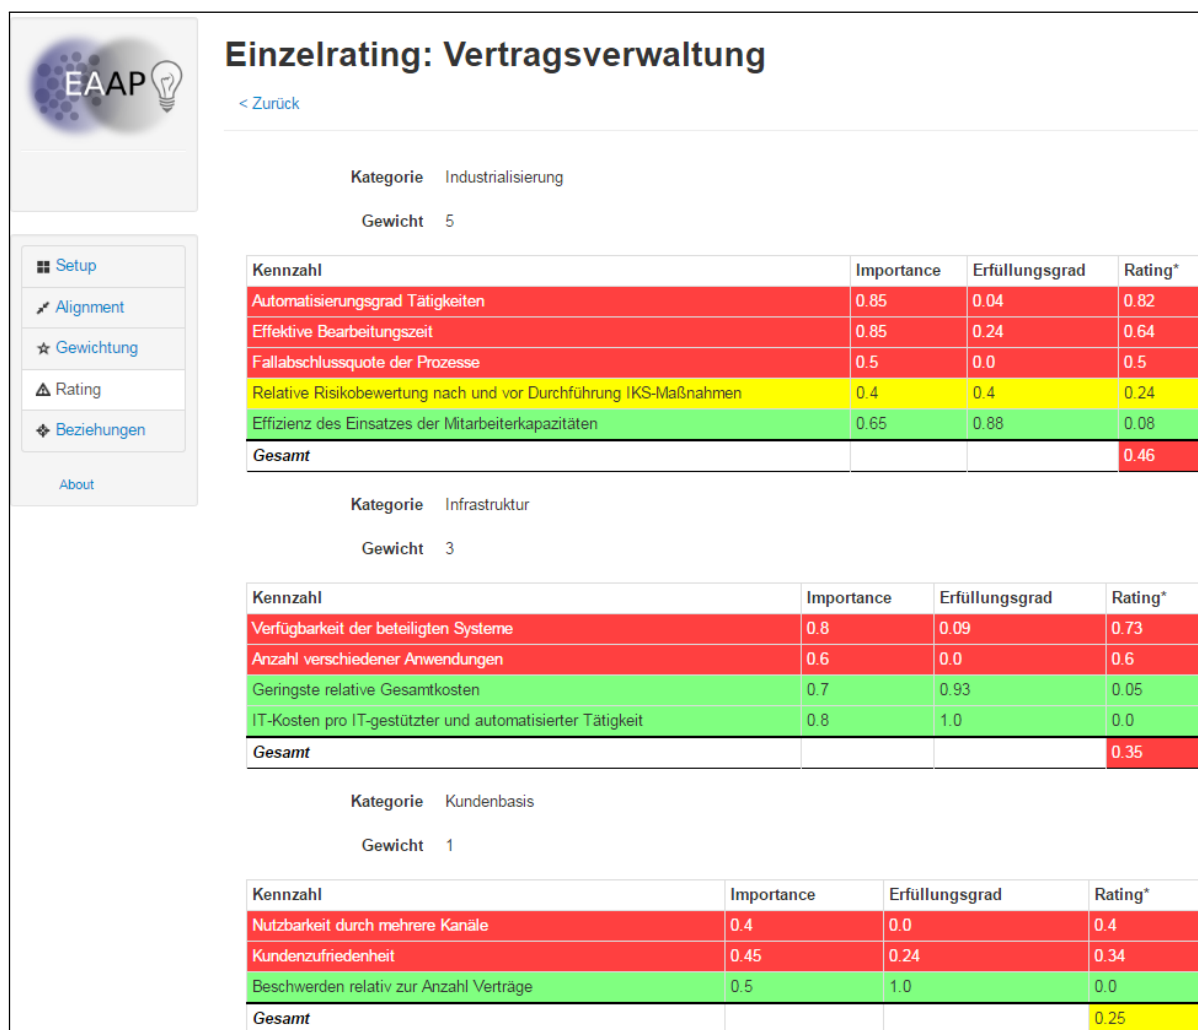 EAAP
Setup
Alignment
Gewichtung
Rating
Beziehungen
About
Einzelrating: Vertragsverwaltung
< Zurück
Kategorie Industrialisierung
Gewicht 5
Kennzahl Importance Erfüllungsgrad Rating*
Automatisierungsgrad Tätigkeiten 0.85 0.04 0.82
Effektive Bearbeitungszeit 0.85 0.24 0.64
Fallabschlussquote der Prozesse 0.5 0.0 0.5
Relative Risikobewertung nach und vor Durchführung IKS-Maßnahmen 0.4 0.4 0.24
Effizienz des Einsatzes der Mitarbeiterkapazitäten 0.65 0.88 0.08
Gesamt 0.46
Kategorie Infrastruktur
Gewicht 3
Kennzahl Importance Erfüllungsgrad Rating*
Verfügbarkeit der beteiligten Systeme 0.8 0.09 0.73
Anzahl verschiedener Anwendungen 0.6 0.0 0.6
Geringste relative Gesamtkosten 0.7 0.93 0.05
IT-Kosten pro IT-gestützter und automatisierter Tätigkeit 0.8 1.0 0.0
Gesamt 0.35
Kategorie Kundenbasis
Gewicht 1
Kennzahl Importance Erfüllungsgrad Rating*
Nutzbarkeit durch mehrere Kanäle 0.4 0.0 0.4
Kundenzufriedenheit 0.45 0.24 0.34
Beschwerden relativ zur Anzahl Verträge 0.5 1.0 0.0
Gesamt 0.25